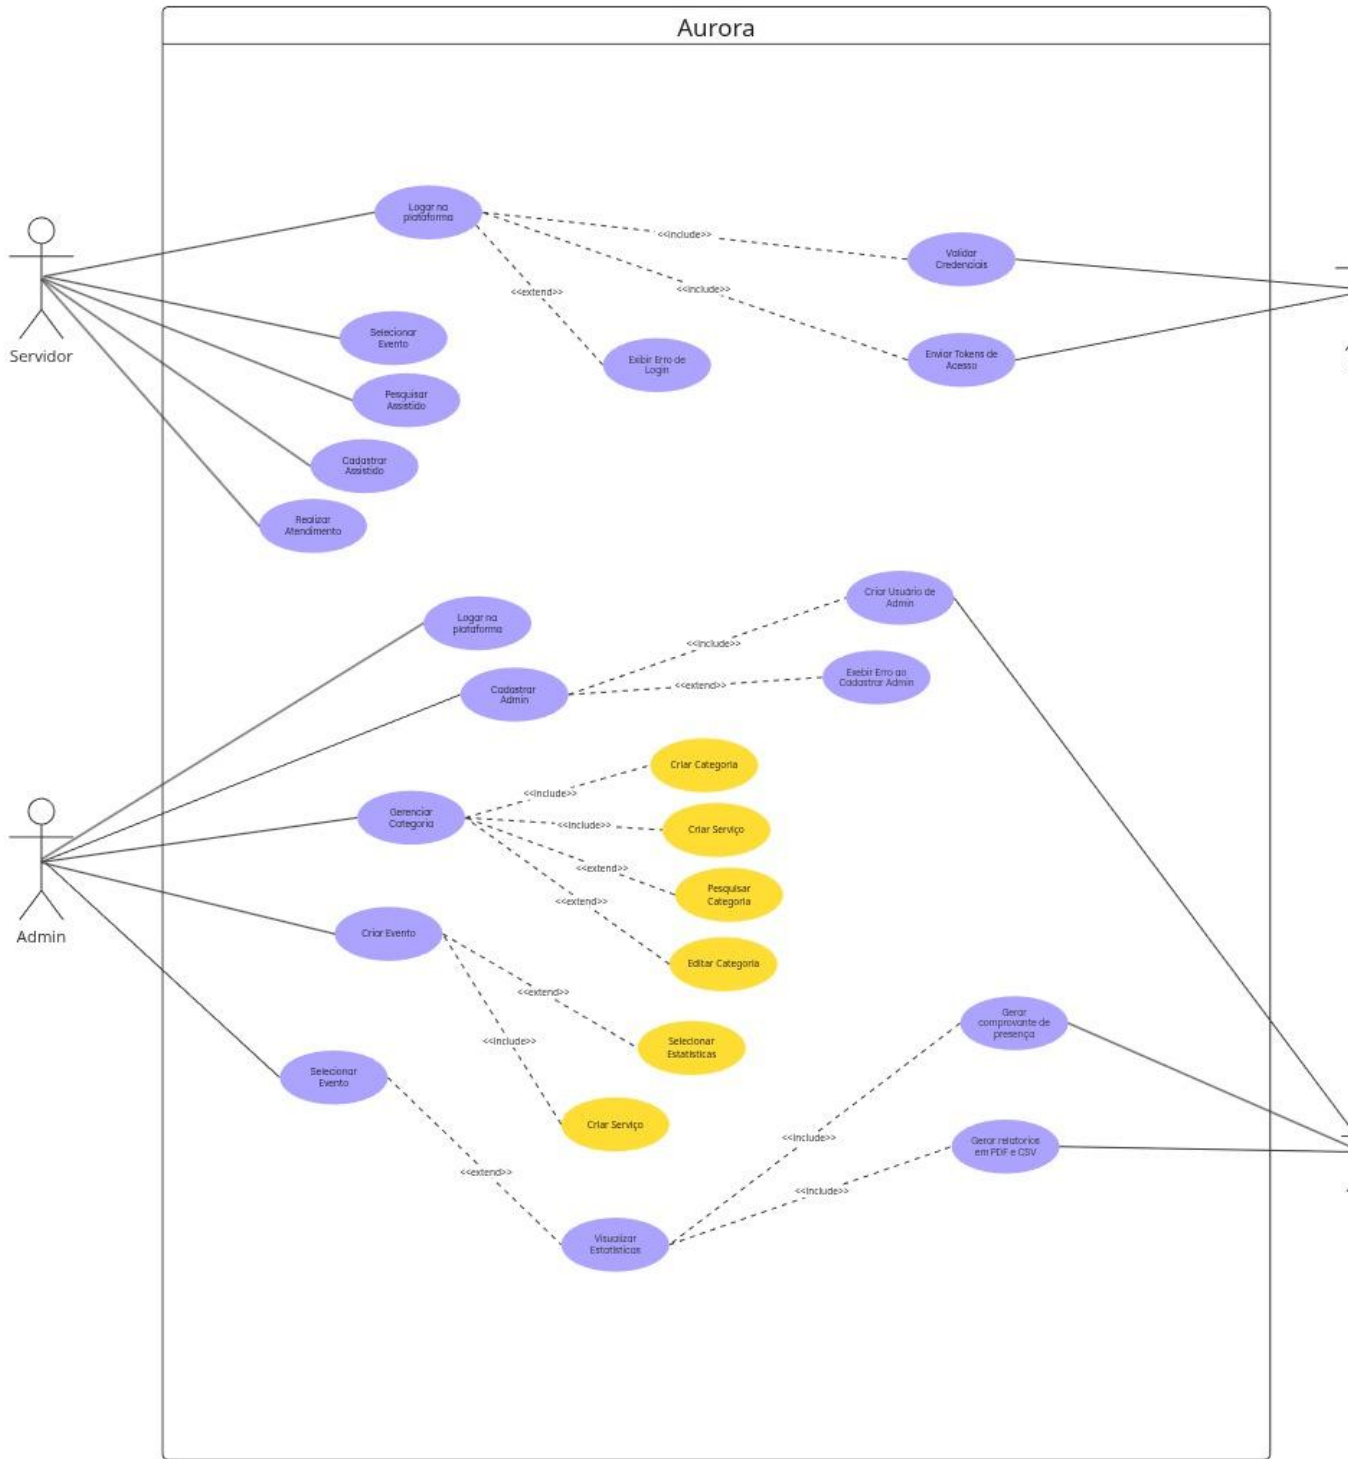 Aurora
Logar na
plataforma
<<include>>
Validar
Credenciais
<<include>>
<<extend>>
Selecionar
Evento
Servidor
Exibir Erro de
Login
Enviar Tokens de
Acesso
Pesquisar
Assistido
Cadastrar
Assistido
Realizar
Atendimento
Criar Usuário de
Admin
Logar na
plataforma
<<include>>
Exebir Erro ao
Cadastrar Admin
<<extend>>
Cadastrar
Admin
Criar Categoria
<<include>>
Gerenciar
Categoria
<<include>>
Criar Serviço
<<extend>>
Pesquisar
Categoria
<<extend>>
Admin
Criar Evento
Editar Categoria
<<extend>>
Gerar
comprovante de
presença
<<include>>
Selecionar
Estatísticas
Selecionar
Evento
Criar Serviço
<<include>>
Gerar relatorios
em PDF e CSV
<<extend>>
<<include>>
Visualizar
Estatísticas